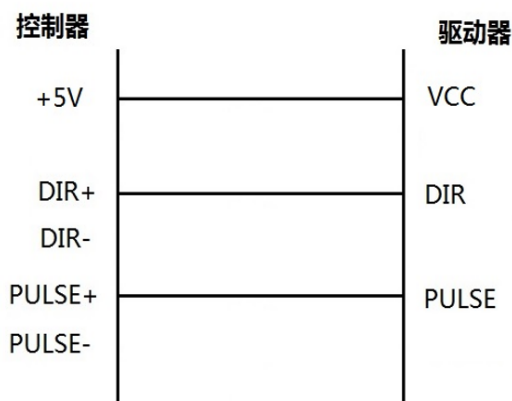 控制器
驱动器
+5V
VCC
DIR+
DIR
DIR-
PULSE+
PULSE
PULSE-